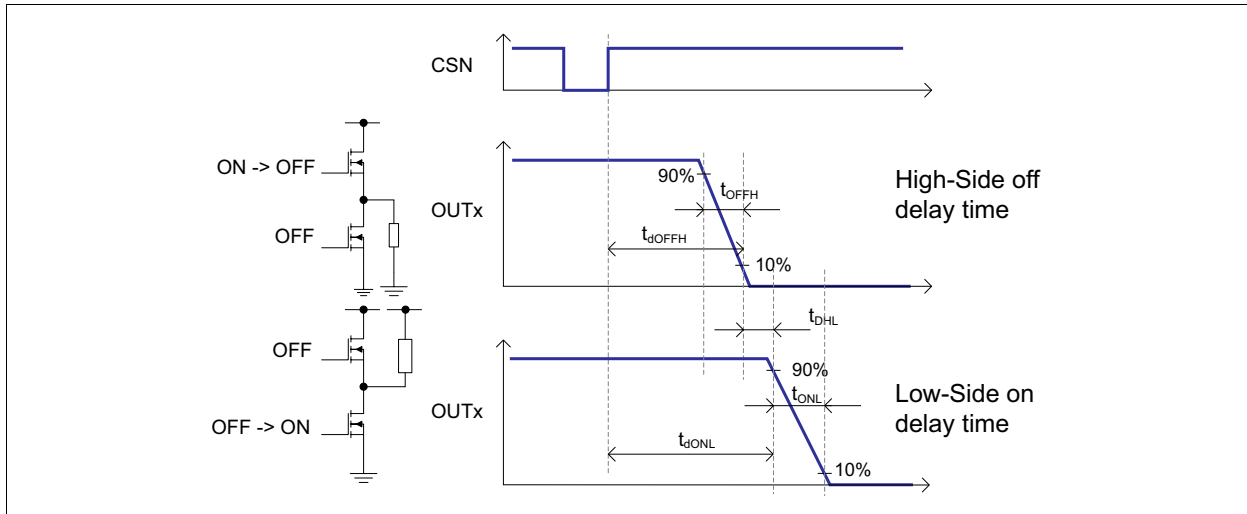 CSN
ON -> OFF
OFF
OUTx
90%
tOFFH
tdOFFH
10%
High-Side off
delay time
tDHL
OFF
OFF -> ON
OUTx
90%
tONL
tdONL
10%
Low-Side on
delay time